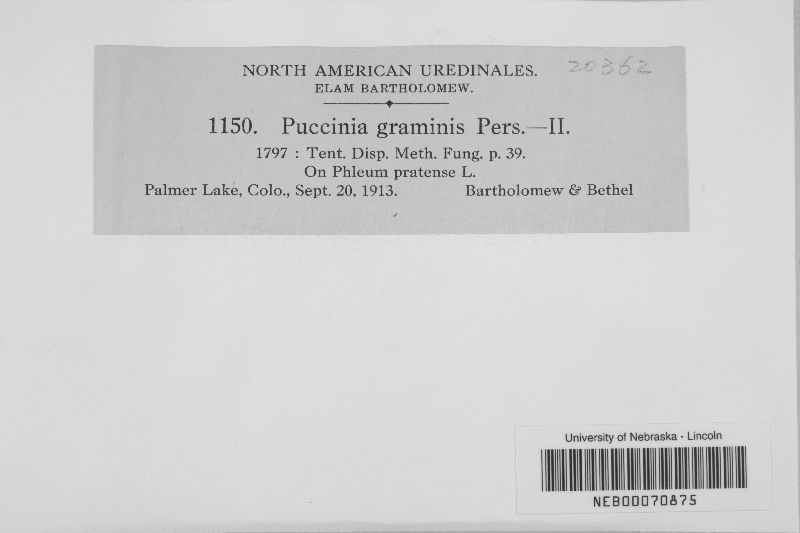 NORTH AMERICAN UREDINALES. 20362
ELAM BARTHOLOMEW.
1150. Puccinia graminis Pers.—II.
1797 : Tent. Disp. Meth. Fung. p. 39.
On Phleum pratense L.
Palmer Lake, Colo., Sept. 20, 1913. Bartholomew & Bethel
University of Nebraska - Lincoln
NEB00070875